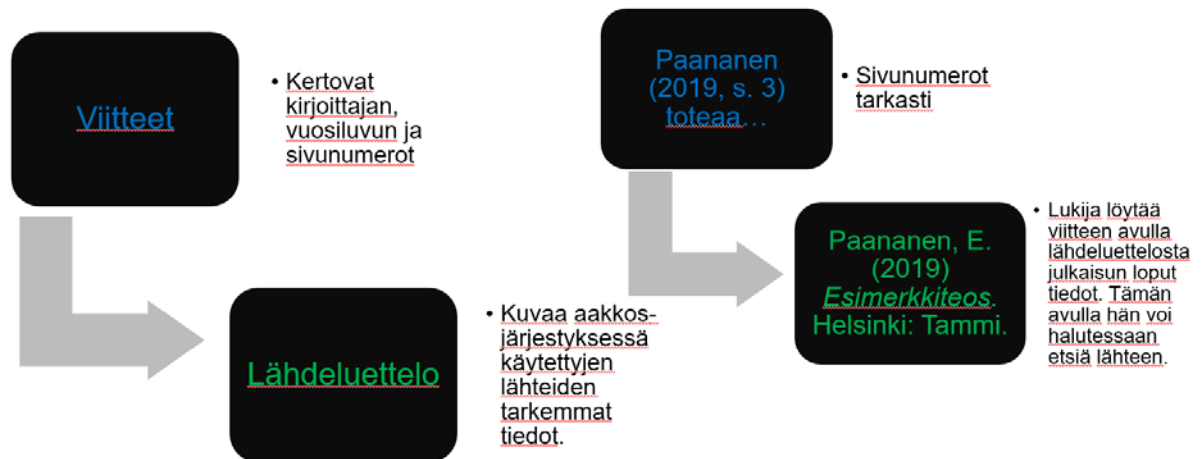 Viitteet
• Kertovat
kirjoittajan,
vuosiluvun ja
sivunumerot
Lähdeluettelo
• Kuvaa aakkos-
järjestyksessä
käytettyjen
lähteiden
tarkemmat
tiedot.
Paananen
(2019, s. 3)
toteaa…
• Sivunumerot
tarkasti
Paananen, E.
(2019)
Esimerkkiteos.
Helsinki: Tammi.
• Lukija löytää
viitteen avulla
lähdeluettelosta
julkaisun loput
tiedot. Tämän
avulla hän voi
halutessaan
etsiä lähteen.